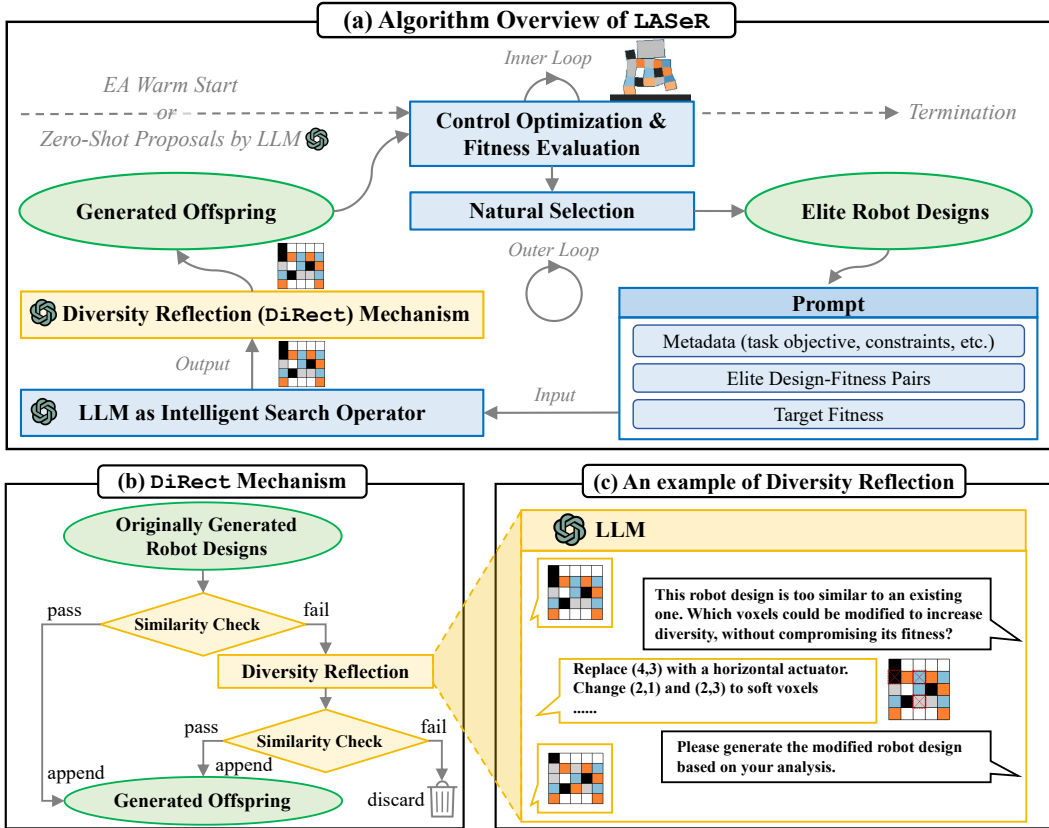 (a) Algorithm Overview of LASeR
Inner Loop
EA Warm Start
or
Zero-Shot Proposals by LLM
Control Optimization &
Fitness Evaluation
Termination
Generated Offspring
Natural Selection
Elite Robot Designs
Outer Loop
Diversity Reflection (DiRect) Mechanism
Prompt
Metadata (task objective, constraints, etc.)
Elite Design-Fitness Pairs
Target Fitness
Output
LLM as Intelligent Search Operator
Input
(b) DiRect Mechanism
Originally Generated
Robot Designs
pass
fail
Similarity Check
Diversity Reflection
pass
fail
Similarity Check
append
append
Generated Offspring
discard
(c) An example of Diversity Reflection
LLM
This robot design is too similar to an existing
one. Which voxels could be modified to increase
diversity, without compromising its fitness?
Replace (4,3) with a horizontal actuator.
Change (2,1) and (2,3) to soft voxels
......
Please generate the modified robot design
based on your analysis.